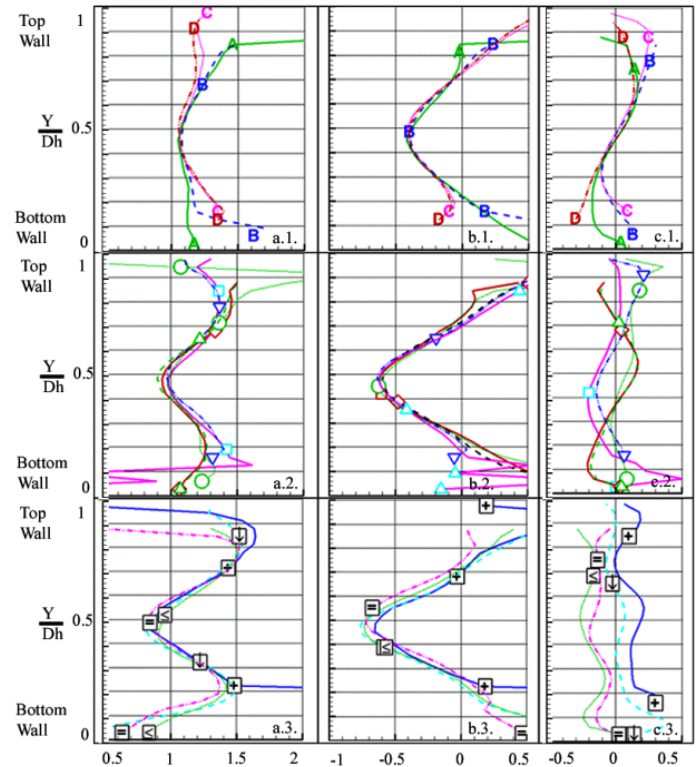 Top
Wall
1
Y
Dh
0.5
Bottom
Wall
0
C
D
A
B
C
D
B
A
a.1.
B
A
B
C
D
B
b.1.
D
C
A
B
C
D
B
A
c.1.
Top
Wall
1
Y
Dh
0.5
Bottom
Wall
0
a.2.
b.2.
c.2.
Top
Wall
1
Y
Dh
0.5
Bottom
Wall
0
↓
+
=
≤
↓
+
=
≤
a.3.
+
+
=
≤
+
=
b.3.
+
=
≤
↓
+
=
↓
c.3.
0.5 1 1.5 2 -1 -0.5 0 0.5 -0.5 0 0.5